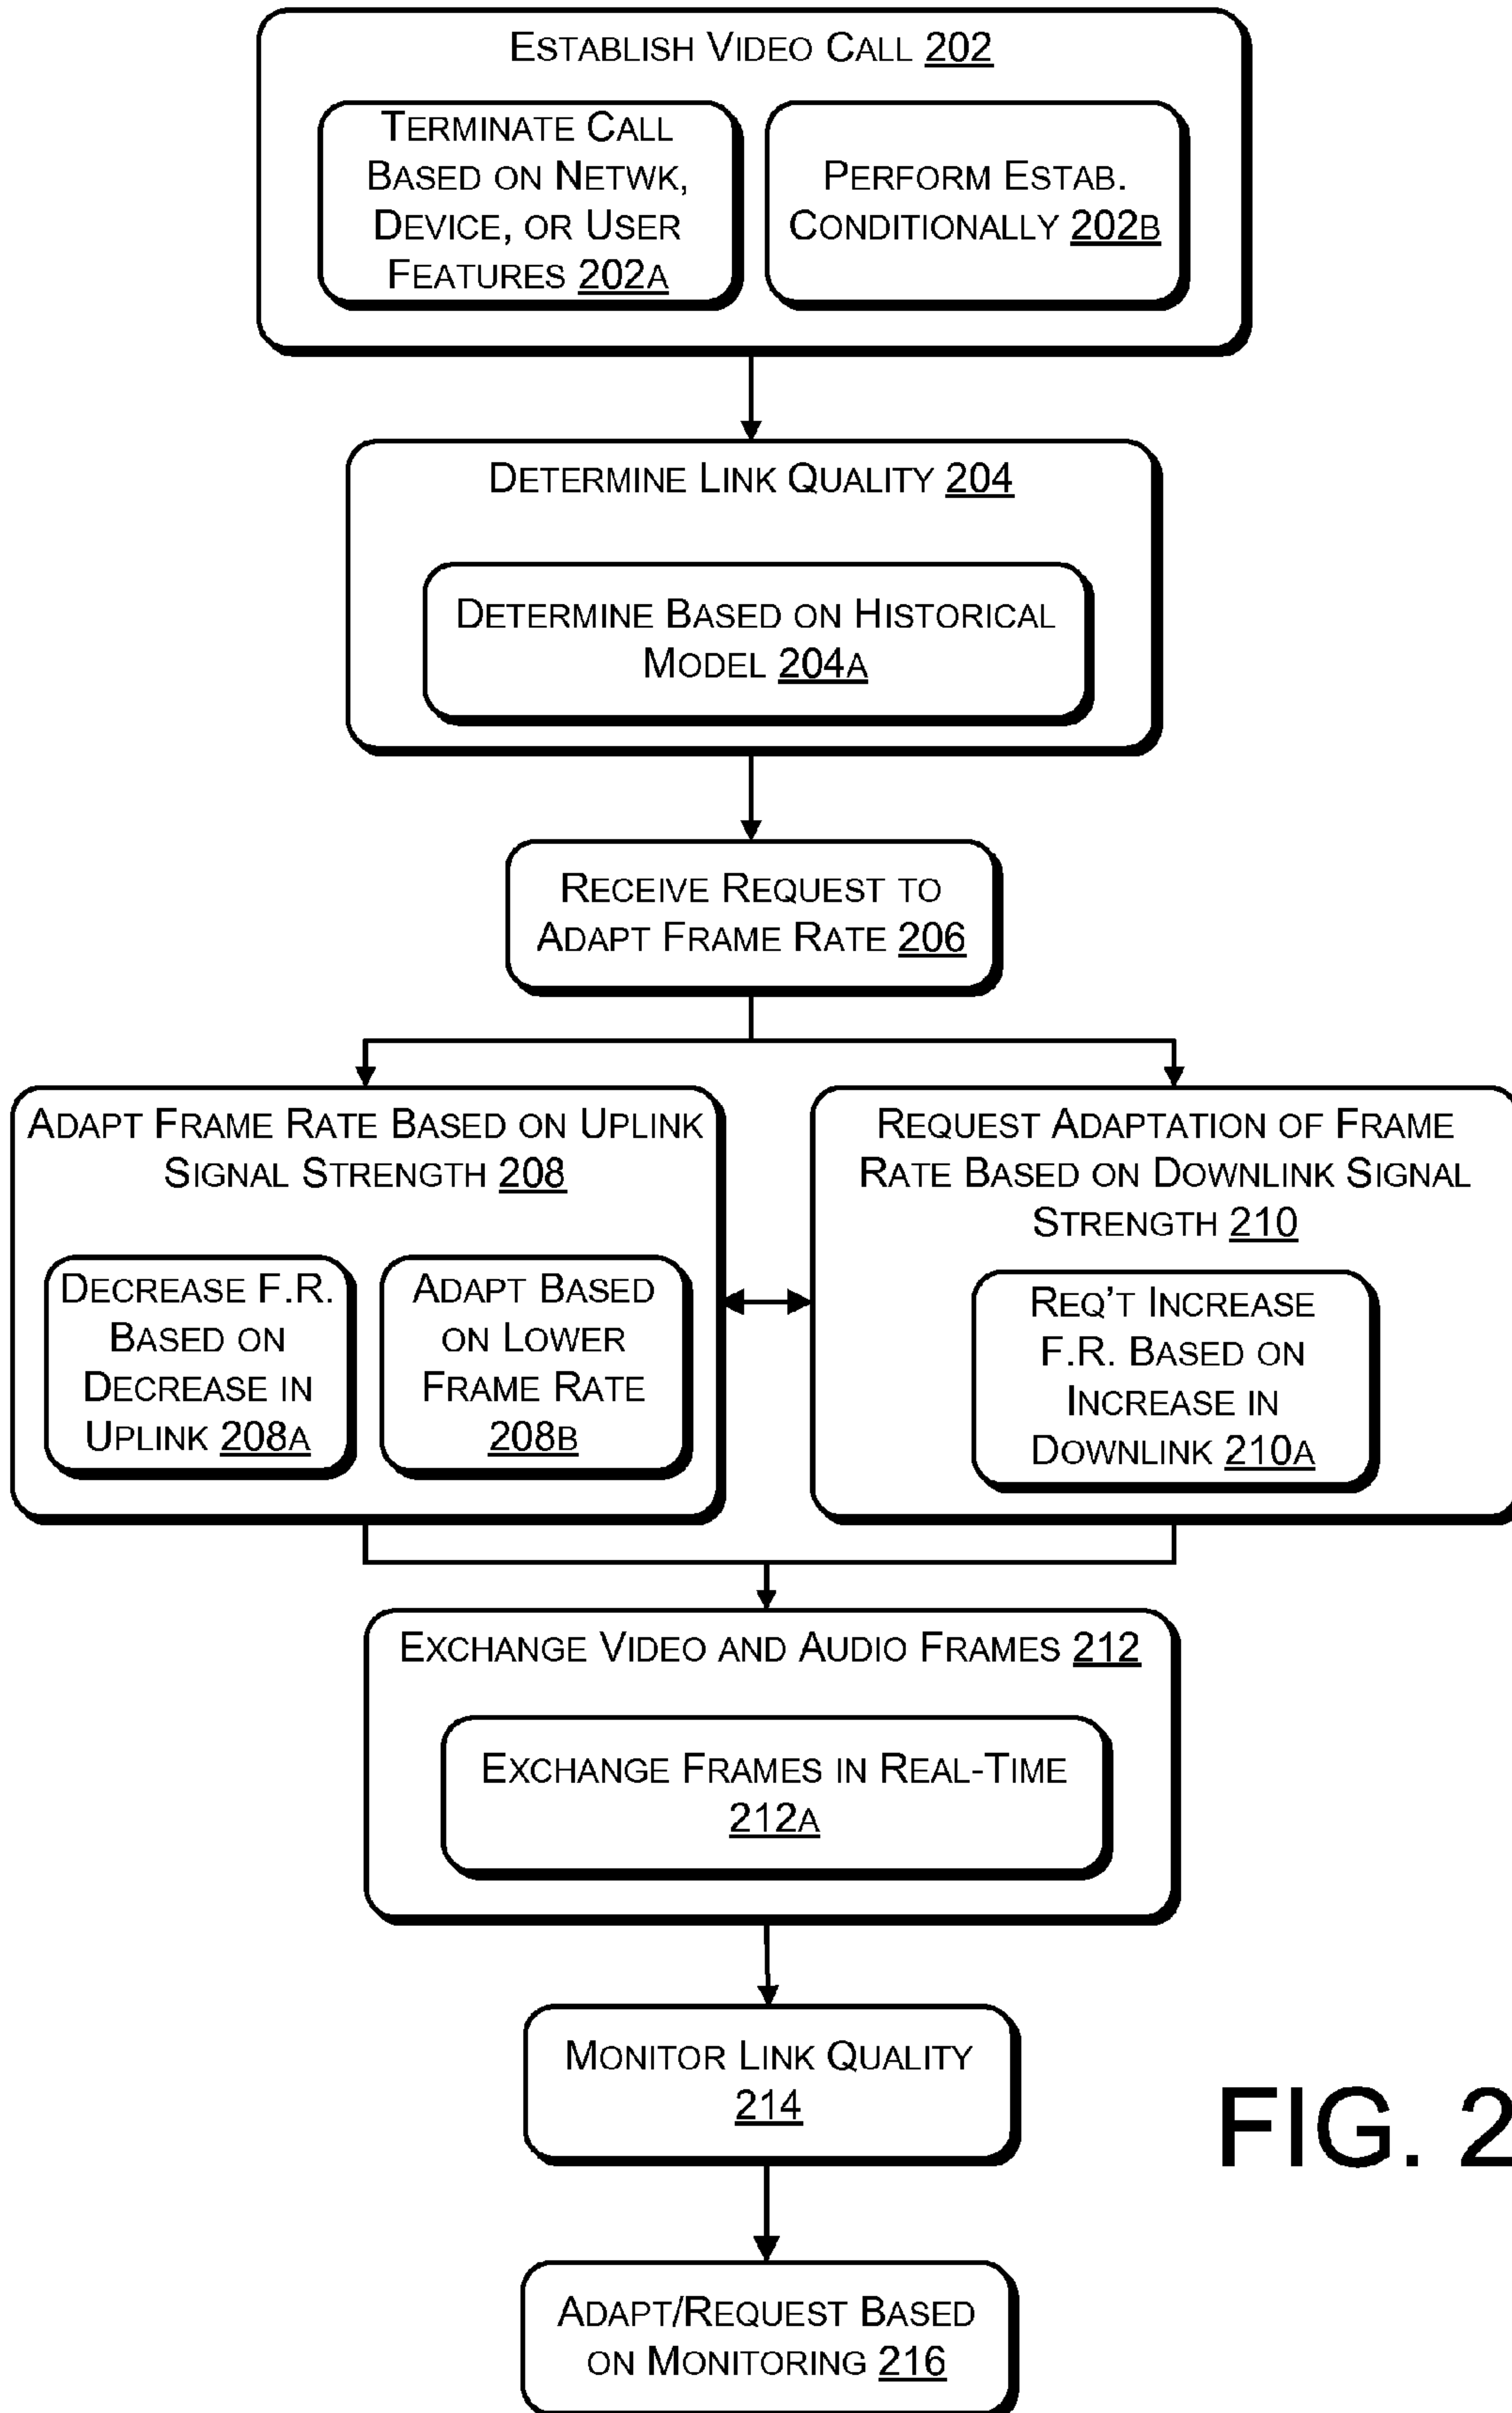 ESTABLISH VIDEO CALL 202
TERMINATE CALL
BASED ON NETWK,
DEVICE, OR USER
FEATURES 202A
PERFORM ESTAB.
CONDITIONALLY 202B
DETERMINE LINK QUALITY 204
DETERMINE BASED ON HISTORICAL
MODEL 204A
RECEIVE REQUEST TO
ADAPT FRAME RATE 206
ADAPT FRAME RATE BASED ON UPLINK
SIGNAL STRENGTH 208
DECREASE F.R.
BASED ON
DECREASE IN
UPLINK 208A
ADAPT BASED
ON LOWER
FRAME RATE
208B
REQUEST ADAPTATION OF FRAME
RATE BASED ON DOWNLINK SIGNAL
STRENGTH 210
REQ'T INCREASE
F.R. BASED ON
INCREASE IN
DOWNLINK 210A
EXCHANGE VIDEO AND AUDIO FRAMES 212
EXCHANGE FRAMES IN REAL-TIME
212A
MONITOR LINK QUALITY
214
ADAPT/REQUEST BASED
ON MONITORING 216
FIG. 2